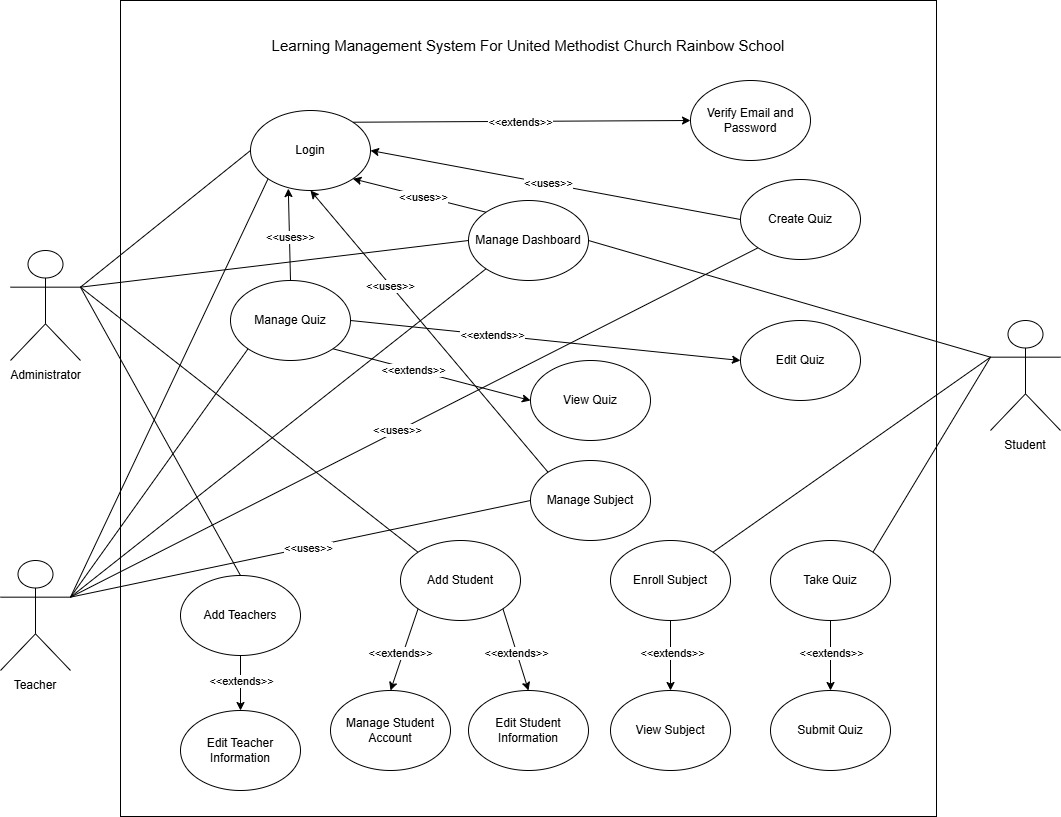 Learning Management System For United Methodist Church Rainbow School
Verify Email and
Password
<<extends>>
Login
<<uses>>
<<uses>>
Create Quiz
Manage Dashboard
<<uses>>
<<uses>>
Manage Quiz
<<extends>>
Edit Quiz
<<extends>>
Administrator
View Quiz
<<uses>>
Student
Manage Subject
<<uses>>
Add Student
Enroll Subject
Take Quiz
Add Teachers
<<extends>>
<<extends>>
<<extends>>
<<extends>>
<<extends>>
Teacher
Manage Student
Account
Edit Student
Information
View Subject
Submit Quiz
Edit Teacher
Information